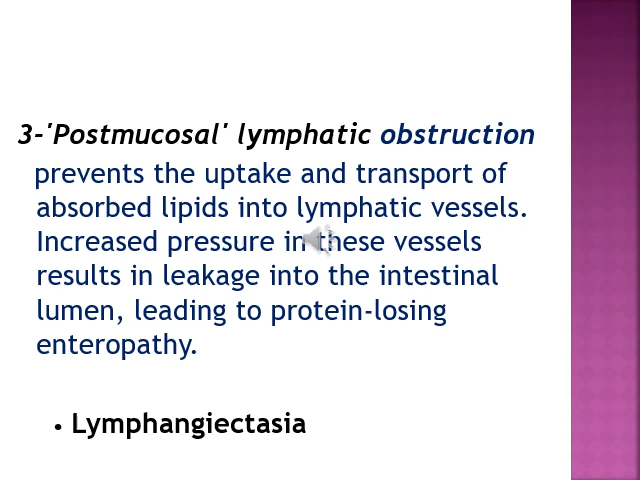 3-'Postmucosal' lymphatic obstruction
prevents the uptake and transport of
absorbed lipids into lymphatic vessels.
Increased pressure in these vessels
results in leakage into the intestinal
lumen, leading to protein-losing
enteropathy.
• Lymphangiectasia